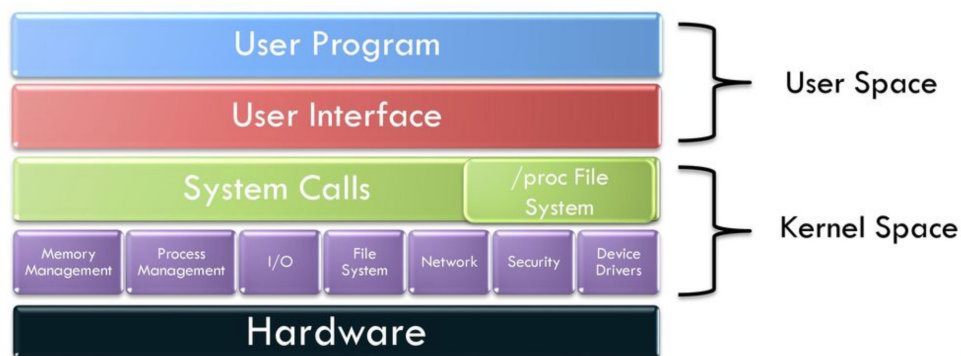 User Program
User Space
User Interface
System Calls
/proc File
System
Kernel Space
Memory
Management
Process
Management
I/O
File
System
Network
Security
Device
Drivers
Hardware